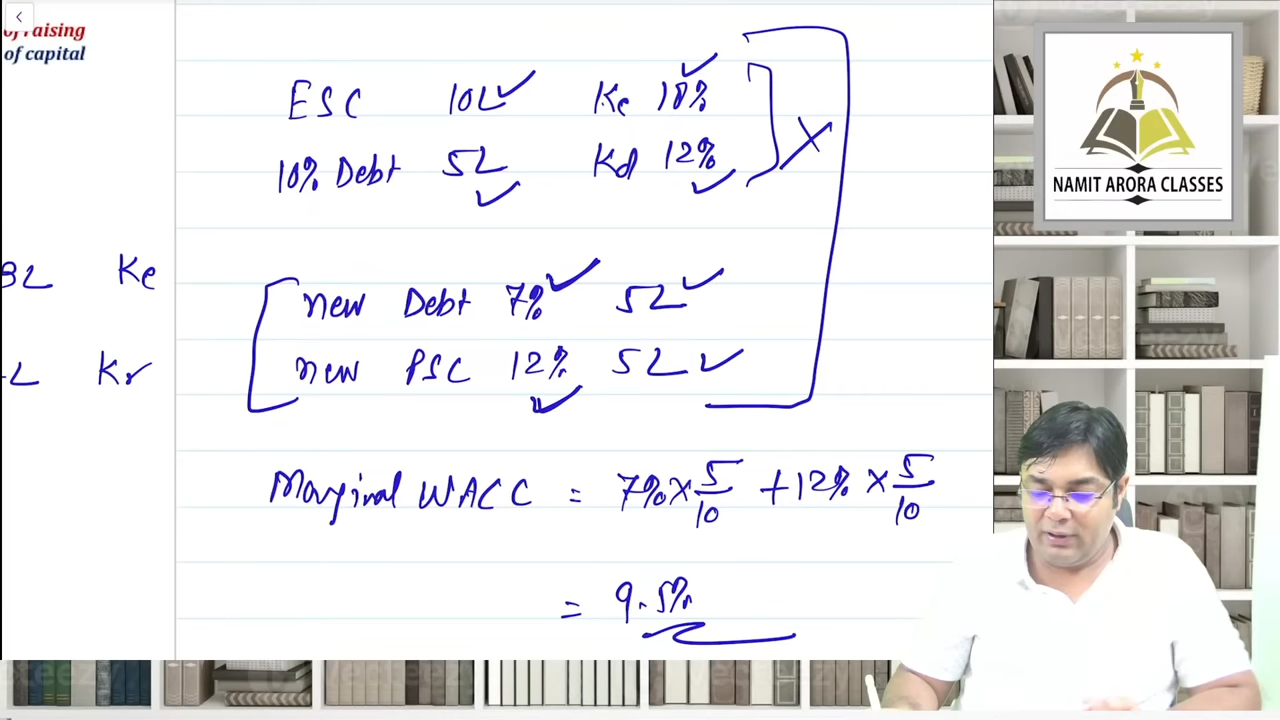 of raising
of capital
ESC 10L Ke 18%
10% Debt 5L Kd 12%
3L Ke
L Kr
new Debt 7% 5L
new PSC 12% 5L
Marginal WACC = 7% × 5/10 + 12% × 5/10
= 9.5%
NAMIT ARORA CLASSES